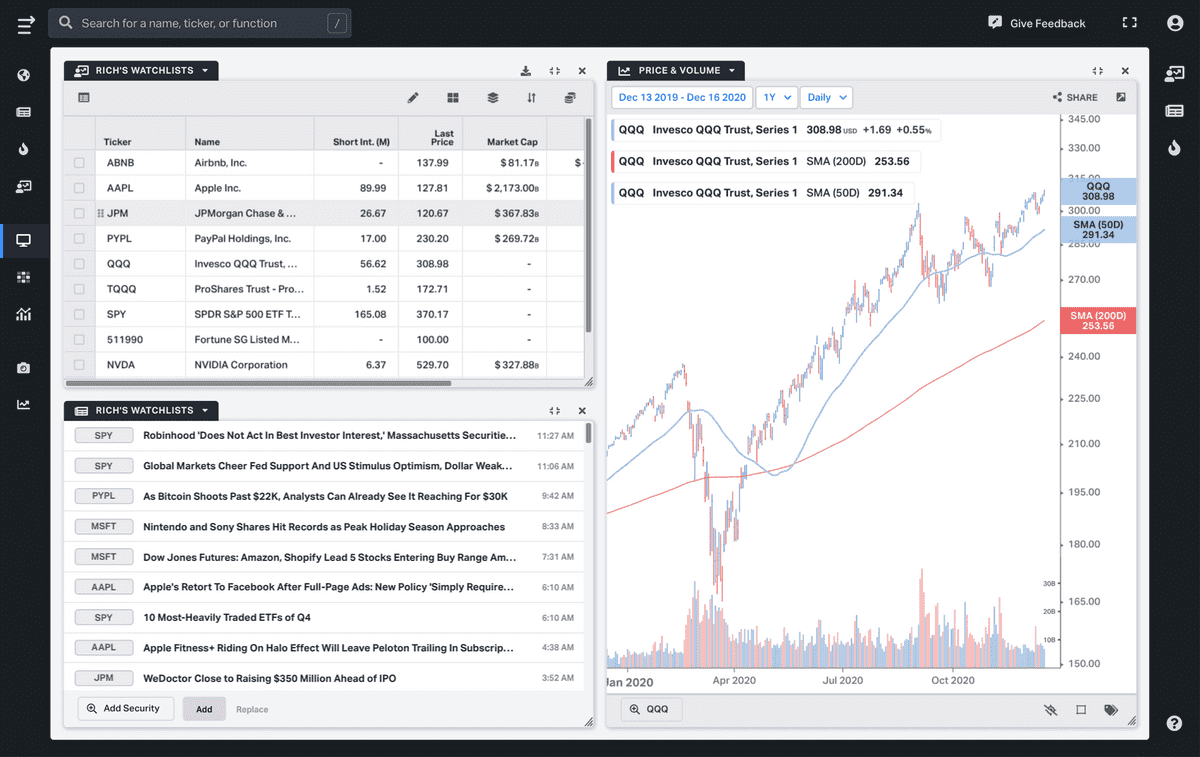 Search for a name, ticker, or function /
Give Feedback
RICH'S WATCHLISTS
Ticker Name Short Int. (M) Last Price Market Cap
ABNB Airbnb, Inc. - 137.99 $81.17B $
AAPL Apple Inc. 89.99 127.81 $2,173.00B
JPM JPMorgan Chase & ... 26.67 120.67 $367.83B
PYPL PayPal Holdings, Inc. 17.00 230.20 $269.72B
QQQ Invesco QQQ Trust, ... 56.62 308.98 -
TQQQ ProShares Trust - Pro... 1.52 172.71 -
SPY SPDR S&P 500 ETF T... 165.08 370.17 -
511990 Fortune SG Listed M... - 100.00 -
NVDA NVIDIA Corporation 6.37 529.70 $327.88B
RICH'S WATCHLISTS
SPY Robinhood 'Does Not Act In Best Investor Interest,' Massachusetts Securitie... 11:27 AM
SPY Global Markets Cheer Fed Support And US Stimulus Optimism, Dollar Weak... 11:06 AM
PYPL As Bitcoin Shoots Past $22K, Analysts Can Already See It Reaching For $30K 9:42 AM
MSFT Nintendo and Sony Shares Hit Records as Peak Holiday Season Approaches 8:33 AM
MSFT Dow Jones Futures: Amazon, Shopify Lead 5 Stocks Entering Buy Range Am... 7:31 AM
AAPL Apple's Retort To Facebook After Full-Page Ads: New Policy 'Simply Require... 6:10 AM
SPY 10 Most-Heavily Traded ETFs of Q4 6:10 AM
AAPL Apple Fitness+ Riding On Halo Effect Will Leave Peloton Trailing In Subscrip... 4:38 AM
JPM WeDoctor Close to Raising $350 Million Ahead of IPO 3:52 AM
Add Security Add Replace
PRICE & VOLUME
Dec 13 2019 - Dec 16 2020 1Y Daily SHARE
QQQ Invesco QQQ Trust, Series 1 308.98 USD +1.69 +0.55%
QQQ Invesco QQQ Trust, Series 1 SMA (200D) 253.56
QQQ Invesco QQQ Trust, Series 1 SMA (50D) 291.34
345.00
330.00
315.00
QQQ
308.98
300.00
SMA (50D)
291.34
285.00
270.00
SMA (200D)
253.56
240.00
225.00
210.00
195.00
180.00
30B
165.00
20B
10B
150.00
Jan 2020 Apr 2020 Jul 2020 Oct 2020
QQQ
?